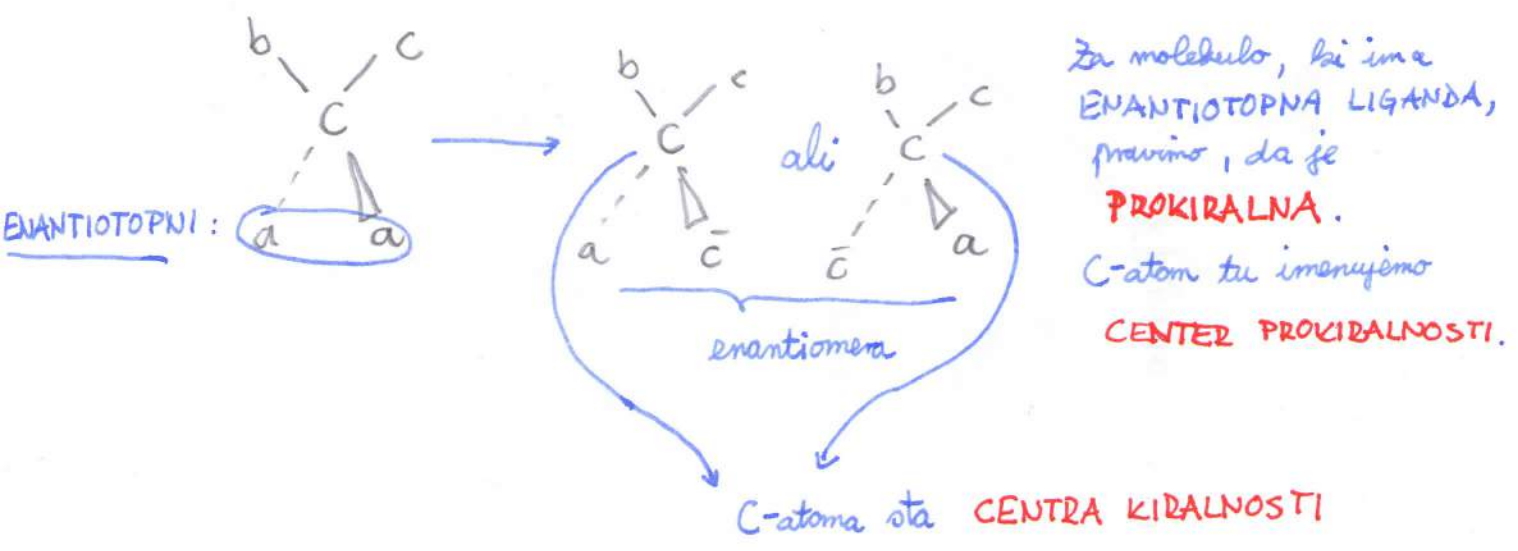 b c
C
ENANTIOTOPNI: a a
b c
C
a c̄
ali
b c
C
c̄ a
enantiomera
C-atoma sta CENTRA KIRALNOSTI
Za molekulo, ki ima
ENANTIOTOPNA LIGANDA,
pravimo, da je
PROKIRALNA.
C-atom tu imenujemo
CENTER PROKIRALNOSTI.